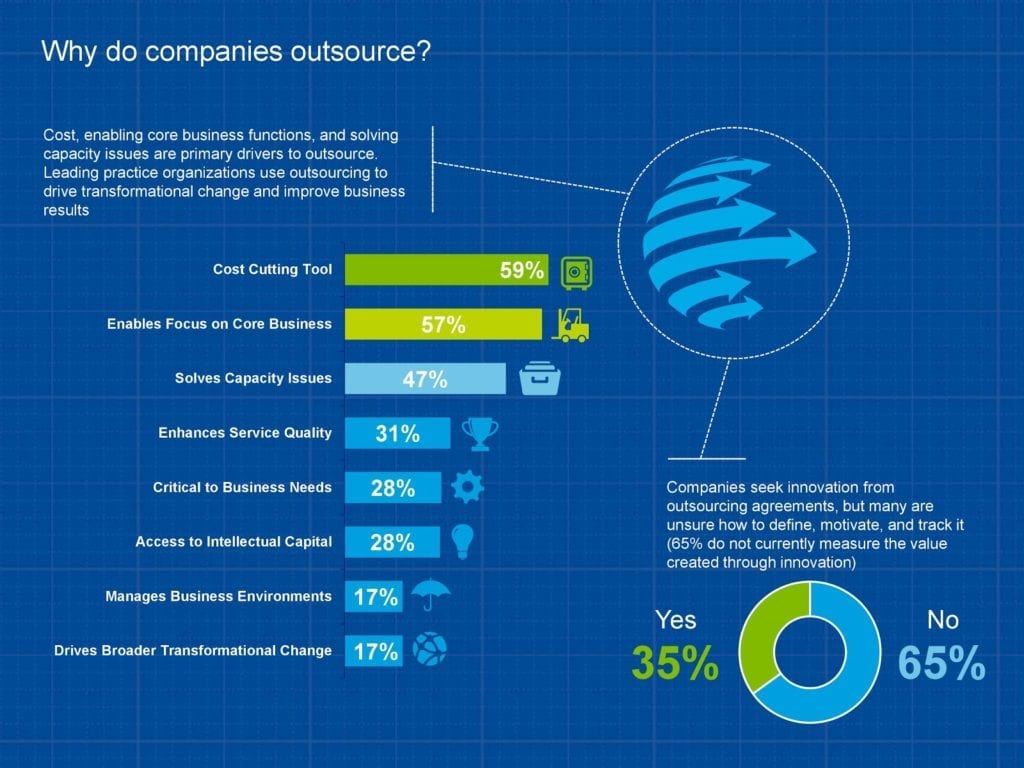 Why do companies outsource?
Cost, enabling core business functions, and solving
capacity issues are primary drivers to outsource.
Leading practice organizations use outsourcing to
drive transformational change and improve business
results
Cost Cutting Tool 59%
Enables Focus on Core Business 57%
Solves Capacity Issues 47%
Enhances Service Quality 31%
Critical to Business Needs 28%
Access to Intellectual Capital 28%
Manages Business Environments 17%
Drives Broader Transformational Change 17%
Companies seek innovation from
outsourcing agreements, but many are
unsure how to define, motivate, and track it
(65% do not currently measure the value
created through innovation)
Yes
35%
No
65%